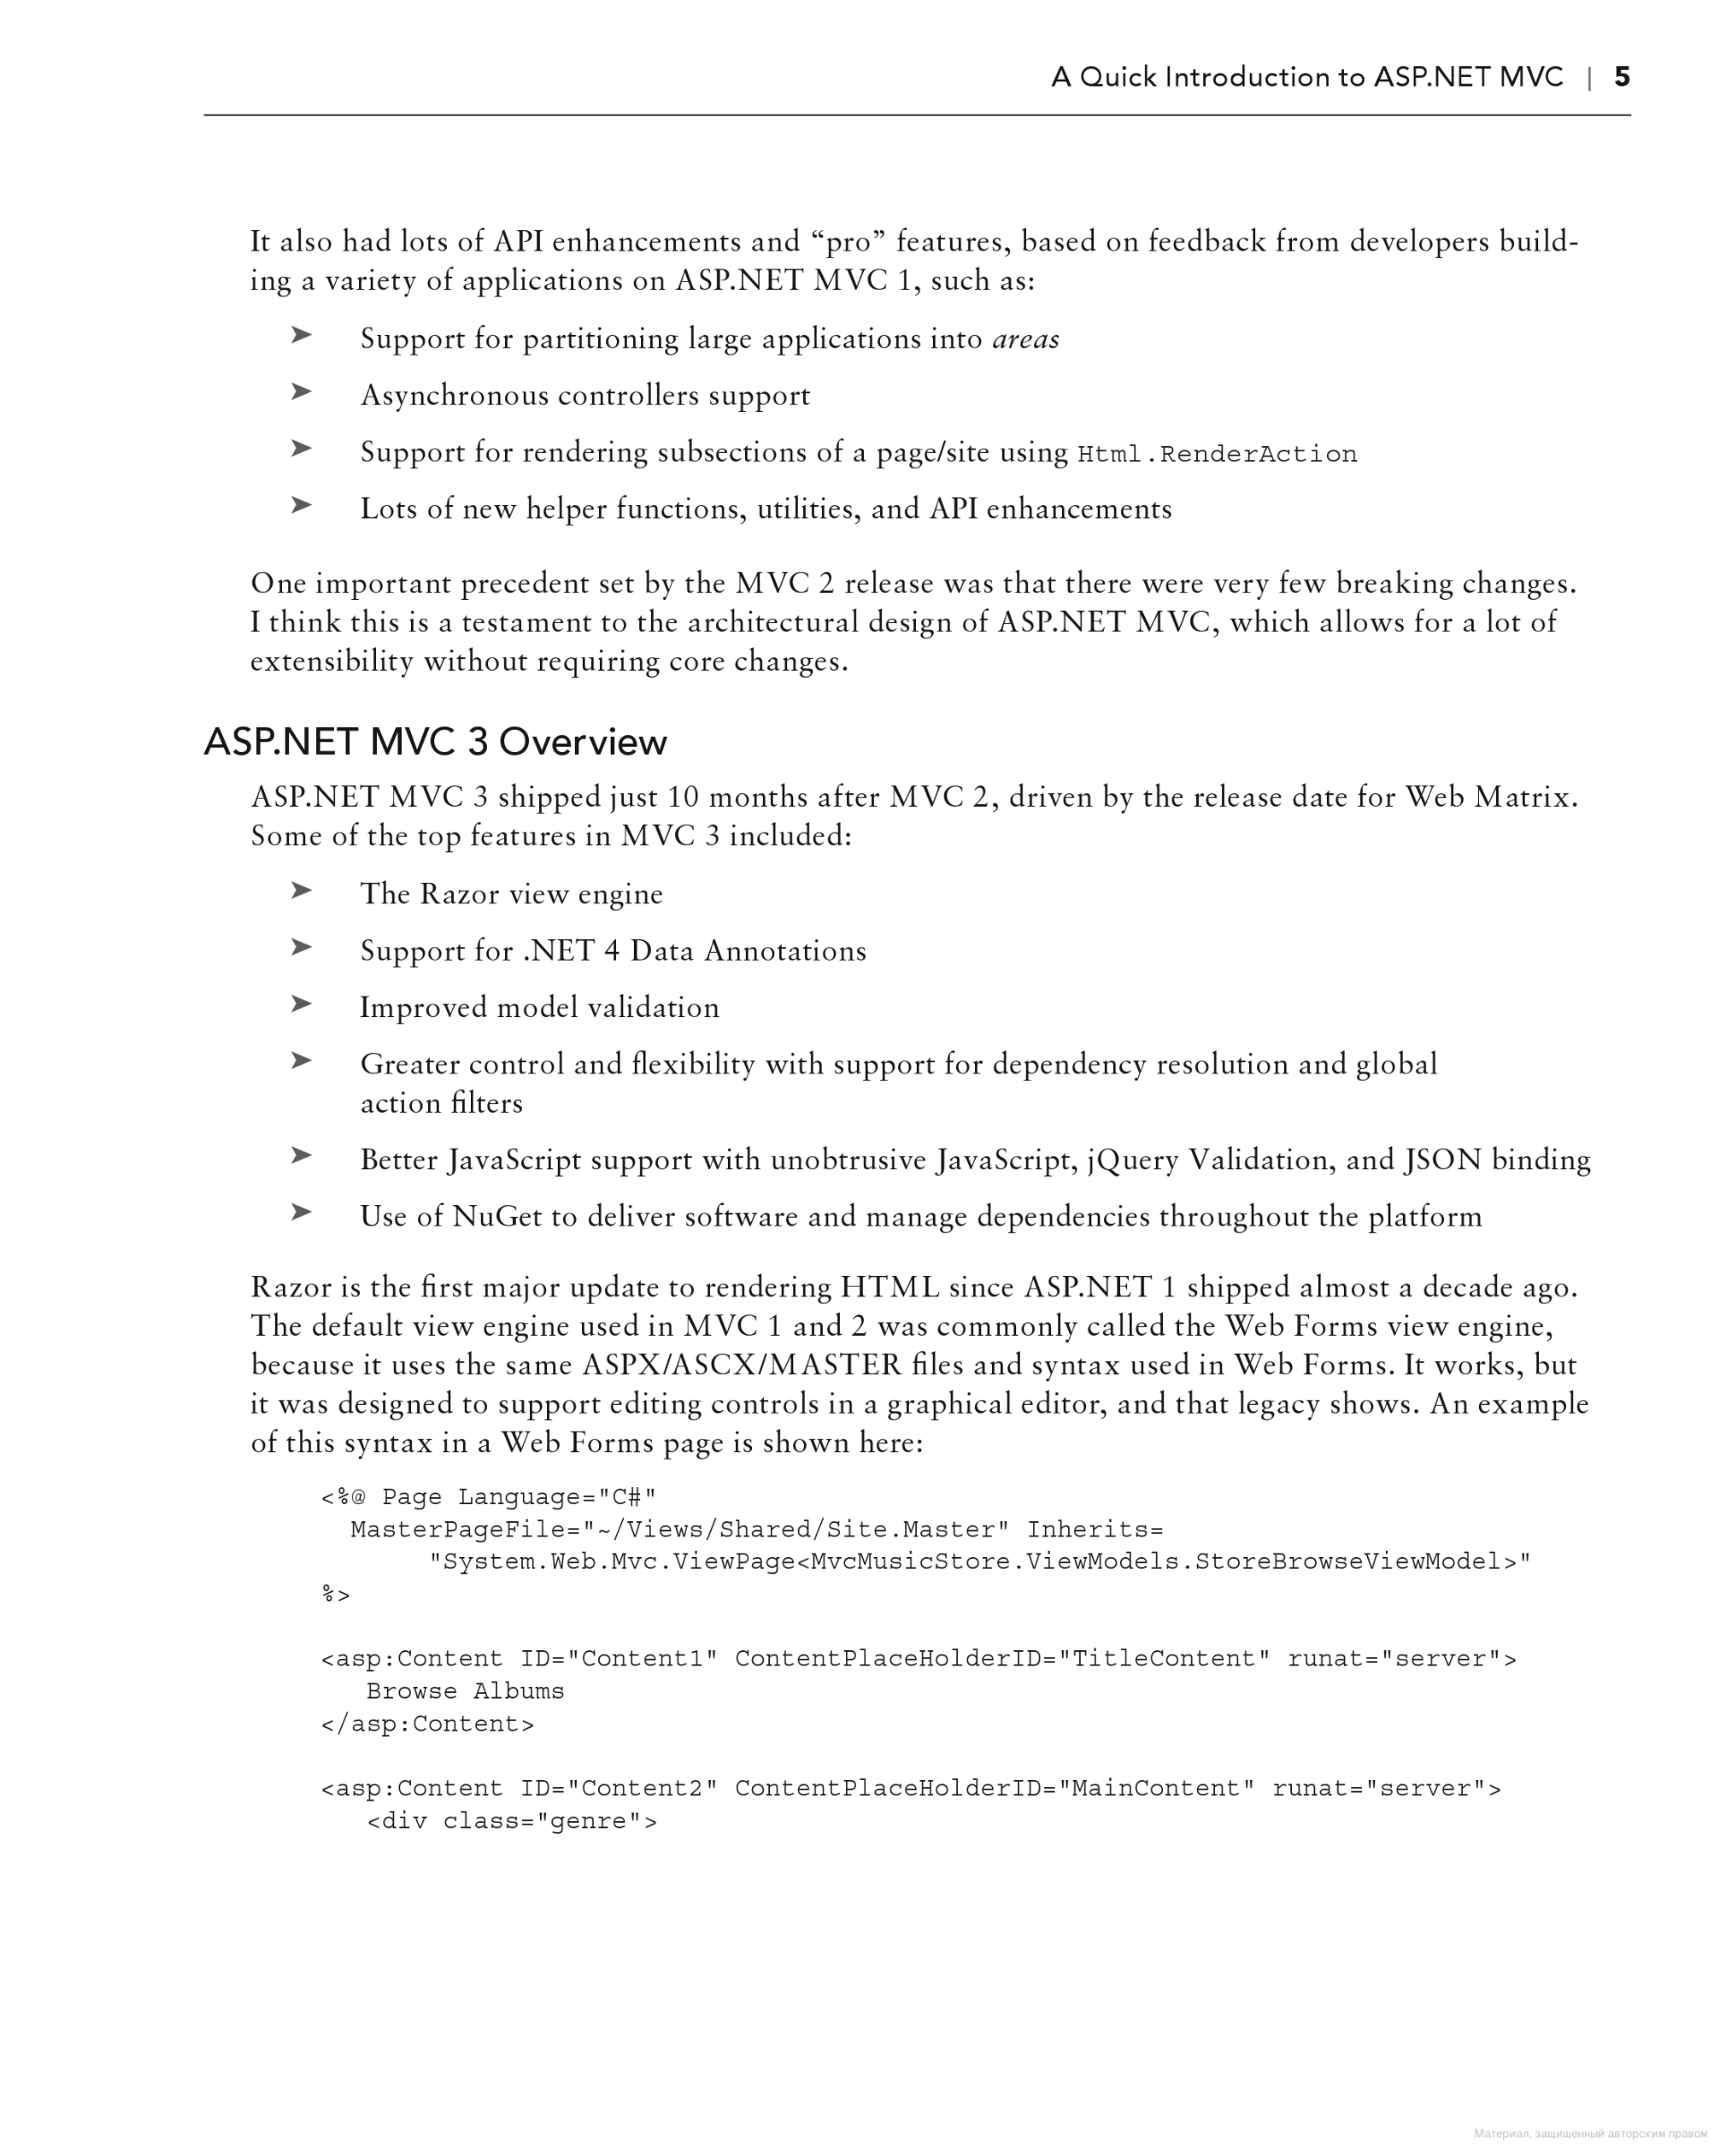 A Quick Introduction to ASP.NET MVC | 5
It also had lots of API enhancements and “pro” features, based on feedback from developers build-
ing a variety of applications on ASP.NET MVC 1, such as:
➤ Support for partitioning large applications into areas
➤ Asynchronous controllers support
➤ Support for rendering subsections of a page/site using Html.RenderAction
➤ Lots of new helper functions, utilities, and API enhancements
One important precedent set by the MVC 2 release was that there were very few breaking changes.
I think this is a testament to the architectural design of ASP.NET MVC, which allows for a lot of
extensibility without requiring core changes.
ASP.NET MVC 3 Overview
ASP.NET MVC 3 shipped just 10 months after MVC 2, driven by the release date for Web Matrix.
Some of the top features in MVC 3 included:
➤ The Razor view engine
➤ Support for .NET 4 Data Annotations
➤ Improved model validation
➤ Greater control and flexibility with support for dependency resolution and global
action filters
➤ Better JavaScript support with unobtrusive JavaScript, jQuery Validation, and JSON binding
➤ Use of NuGet to deliver software and manage dependencies throughout the platform
Razor is the first major update to rendering HTML since ASP.NET 1 shipped almost a decade ago.
The default view engine used in MVC 1 and 2 was commonly called the Web Forms view engine,
because it uses the same ASPX/ASCX/MASTER files and syntax used in Web Forms. It works, but
it was designed to support editing controls in a graphical editor, and that legacy shows. An example
of this syntax in a Web Forms page is shown here:
<%@ Page Language="C#"
MasterPageFile="~/Views/Shared/Site.Master" Inherits=
"System.Web.Mvc.ViewPage<MvcMusicStore.ViewModels.StoreBrowseViewModel>"
%>
<asp:Content ID="Content1" ContentPlaceHolderID="TitleContent" runat="server">
Browse Albums
</asp:Content>
<asp:Content ID="Content2" ContentPlaceHolderID="MainContent" runat="server">
<div class="genre">
Материал, защищенный авторским правом